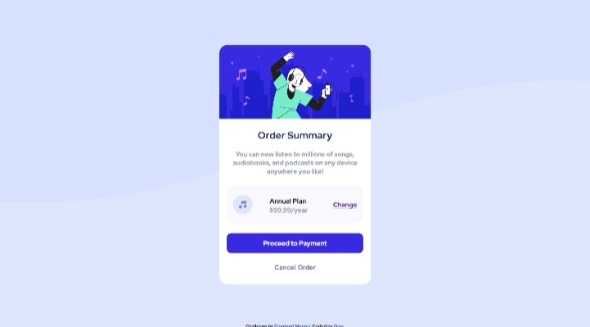 Order Summary
You can now listen to millions of songs,
audiobooks, and podcasts on any device
anywhere you like!
Annual Plan
$59.99/year
Change
Proceed to Payment
Cancel Order